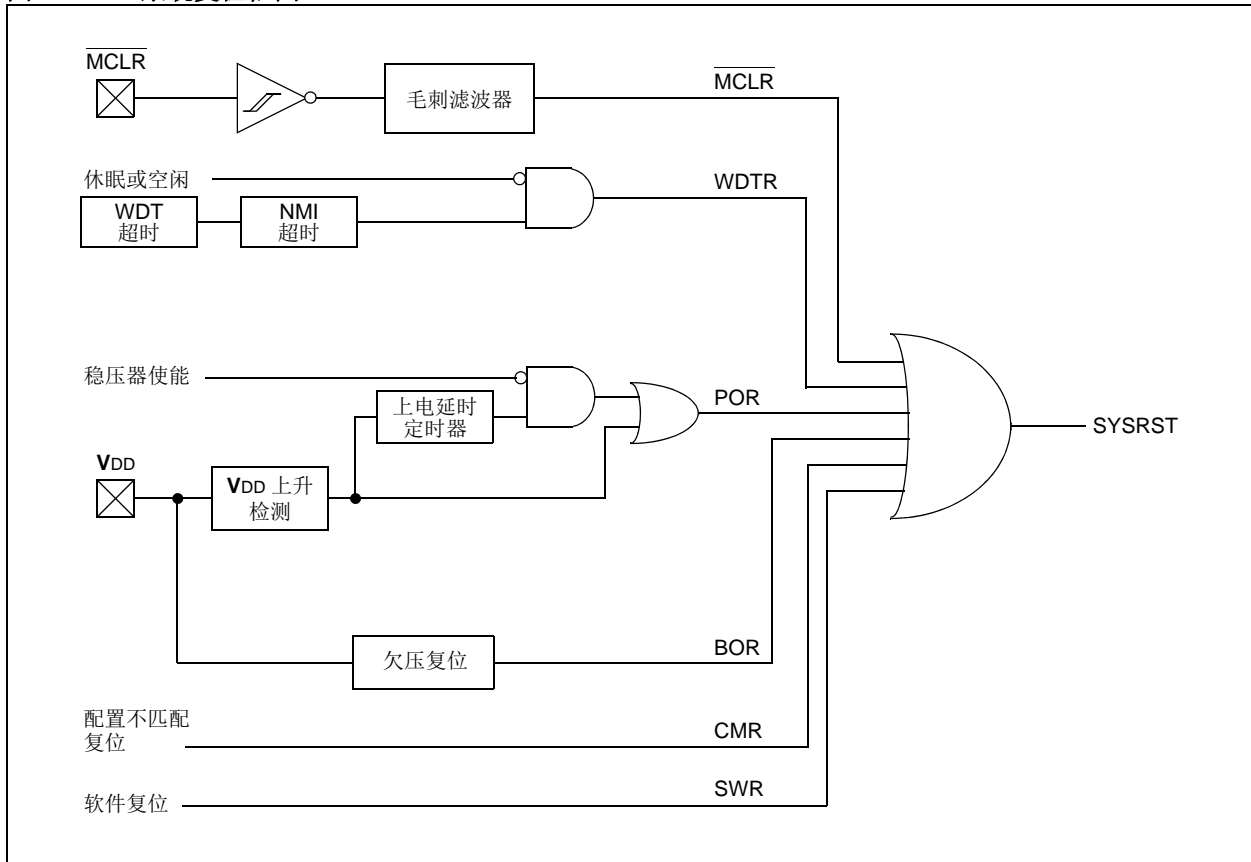 MCLR
毛刺滤波器
MCLR
休眠或空闲
WDT
超时
NMI
超时
WDTR
稳压器使能
上电延时
定时器
POR
SYSRST
VDD
VDD 上升
检测
欠压复位
BOR
配置不匹配
复位
CMR
软件复位
SWR